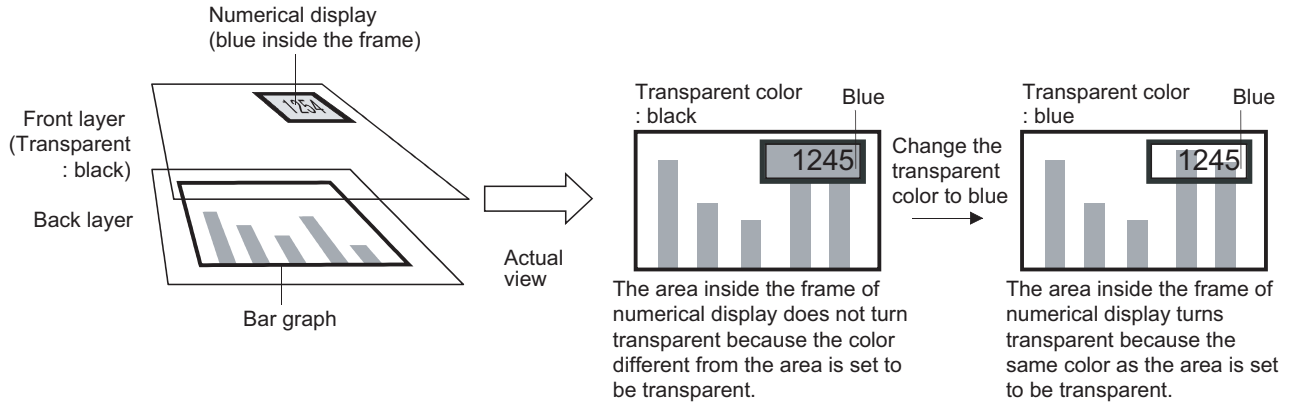 Numerical display
(blue inside the frame)
1254
Front layer
(Transparent
: black)
Back layer
Bar graph
Actual
view
Transparent color
: black
Blue
1245
The area inside the frame of
numerical display does not turn
transparent because the color
different from the area is set to
be transparent.
Change the
transparent
color to blue
Transparent color
: blue
Blue
1245
The area inside the frame of
numerical display turns
transparent because the
same color as the area is set
to be transparent.